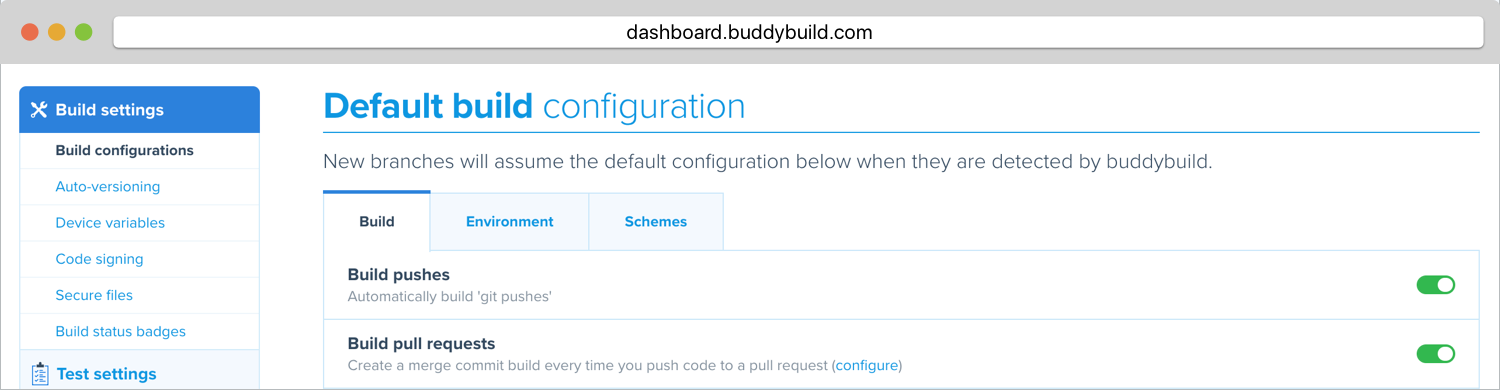 dashboard.buddybuild.com
Build settings
Build configurations
Auto-versioning
Device variables
Code signing
Secure files
Build status badges
Test settings
Default build configuration
New branches will assume the default configuration below when they are detected by buddybuild.
Build
Environment
Schemes
Build pushes
Automatically build 'git pushes'
Build pull requests
Create a merge commit build every time you push code to a pull request (configure)